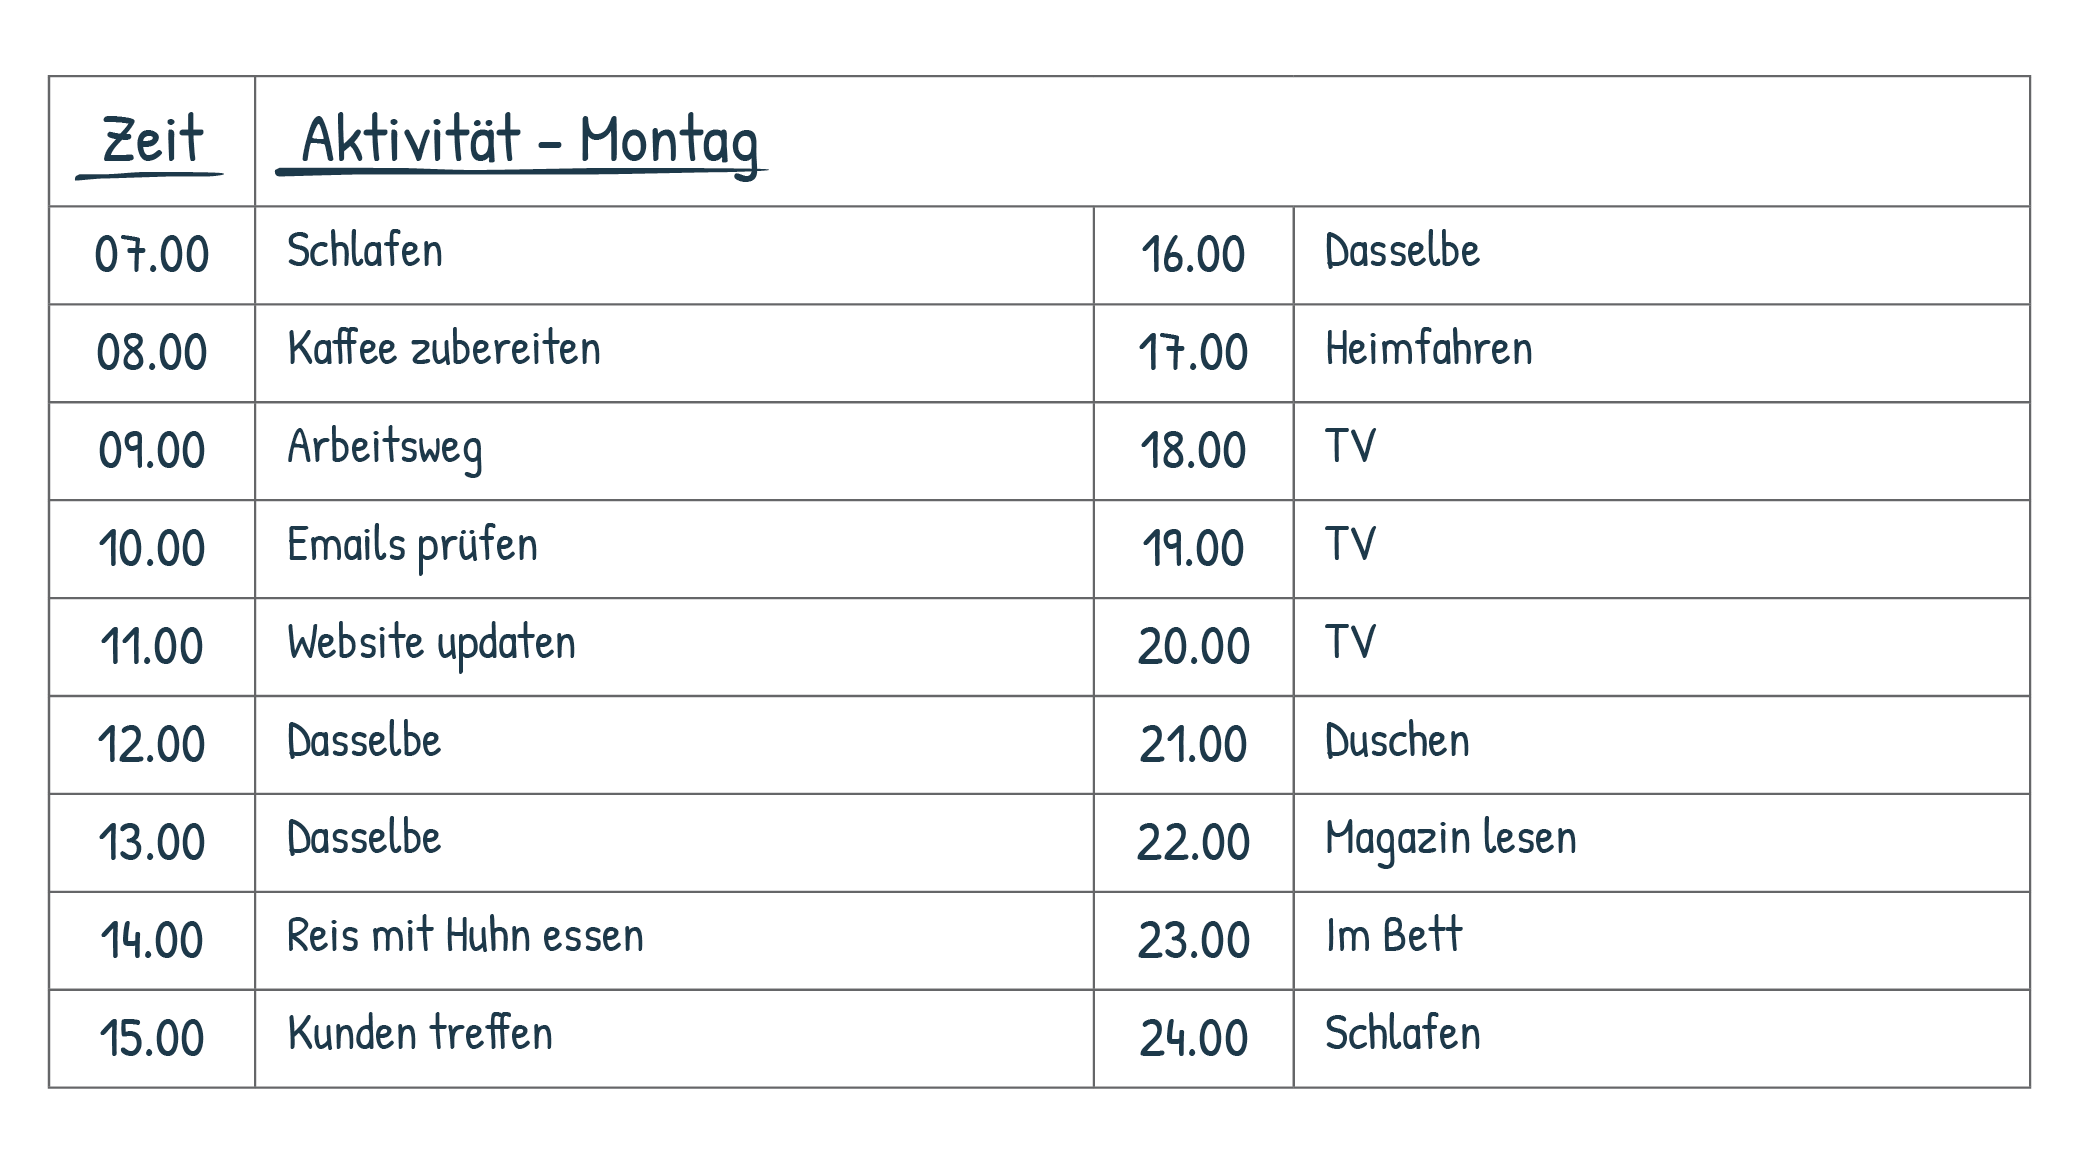 Zeit Aktivität - Montag
07.00 Schlafen 16.00 Dasselbe
08.00 Kaffee zubereiten 17.00 Heimfahren
09.00 Arbeitsweg 18.00 TV
10.00 Emails prüfen 19.00 TV
11.00 Website updaten 20.00 TV
12.00 Dasselbe 21.00 Duschen
13.00 Dasselbe 22.00 Magazin lesen
14.00 Reis mit Huhn essen 23.00 Im Bett
15.00 Kunden treffen 24.00 Schlafen